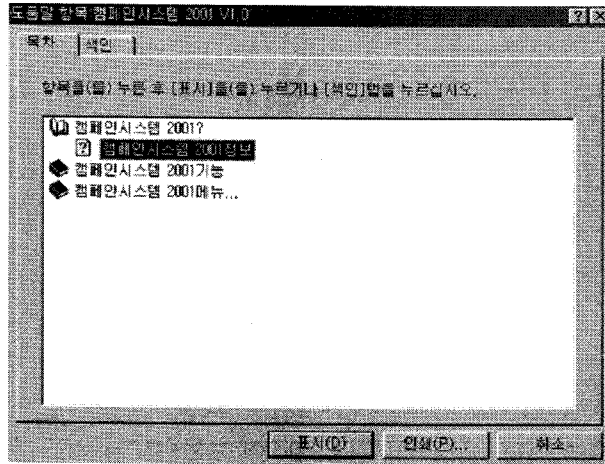 도움말 항목 캠페인시스템 2001 V1.0
목차 색인
항목을(를) 누른 후 [표시]을(를) 누르거나 [색인]탭을 누르십시오.
캠페인시스템 2001?
캠페인시스템 2001정보
캠페인시스템 2001기능
캠페인시스템 2001메뉴...
표시(D) 인쇄(P)... 취소